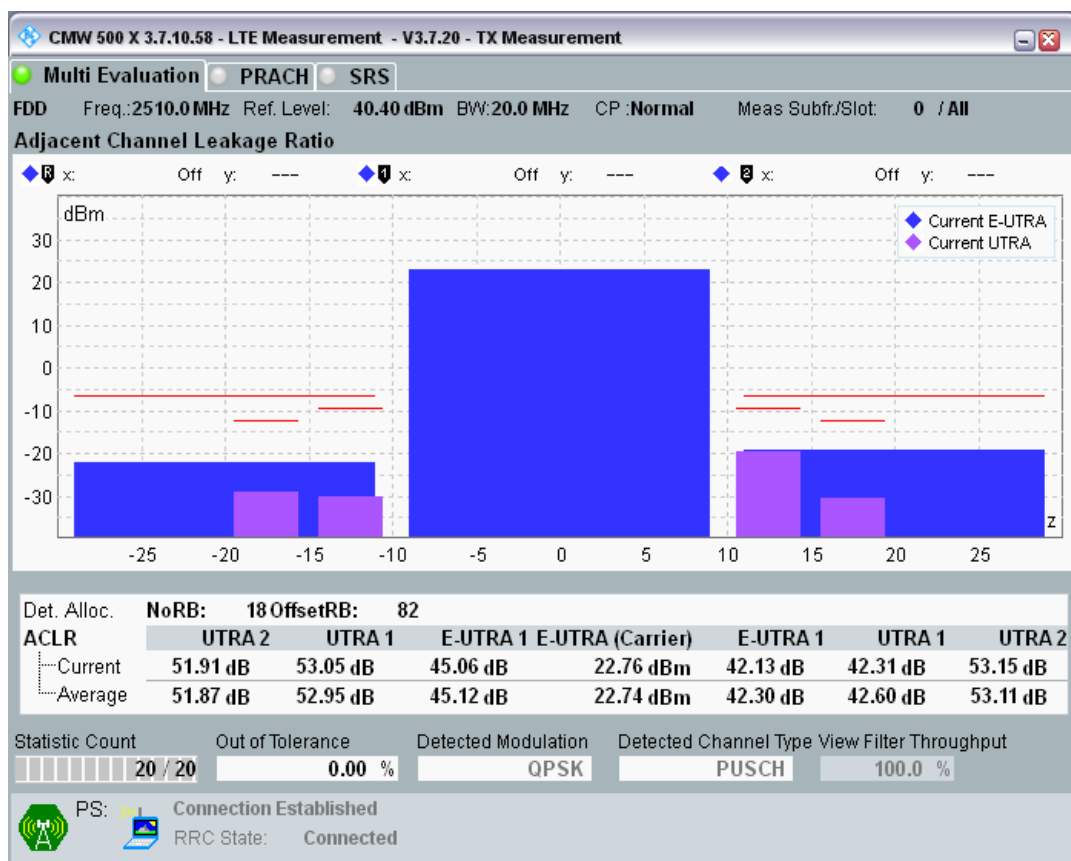 CMW 500 X 3.7.10.58 - LTE Measurement - V3.7.20 - TX Measurement
Multi Evaluation PRACH SRS
FDD Freq.:2510.0 MHz Ref. Level: 40.40 dBm BW:20.0 MHz CP :Normal Meas Subfr./Slot: 0 / All
Adjacent Channel Leakage Ratio
R x: Off y: --- 1 x: Off y: --- 2 x: Off y: ---
dBm
Current E-UTRA
Current UTRA
30
20
10
0
-10
-20
-30
z
-25 -20 -15 -10 -5 0 5 10 15 20 25
Det. Alloc. NoRB: 18 OffsetRB: 82
ACLR UTRA 2 UTRA 1 E-UTRA 1 E-UTRA (Carrier) E-UTRA 1 UTRA 1 UTRA 2
Current 51.91 dB 53.05 dB 45.06 dB 22.76 dBm 42.13 dB 42.31 dB 53.15 dB
Average 51.87 dB 52.95 dB 45.12 dB 22.74 dBm 42.30 dB 42.60 dB 53.11 dB
Statistic Count Out of Tolerance Detected Modulation Detected Channel Type View Filter Throughput
20 / 20 0.00 % QPSK PUSCH 100.0 %
PS: Connection Established
RRC State: Connected